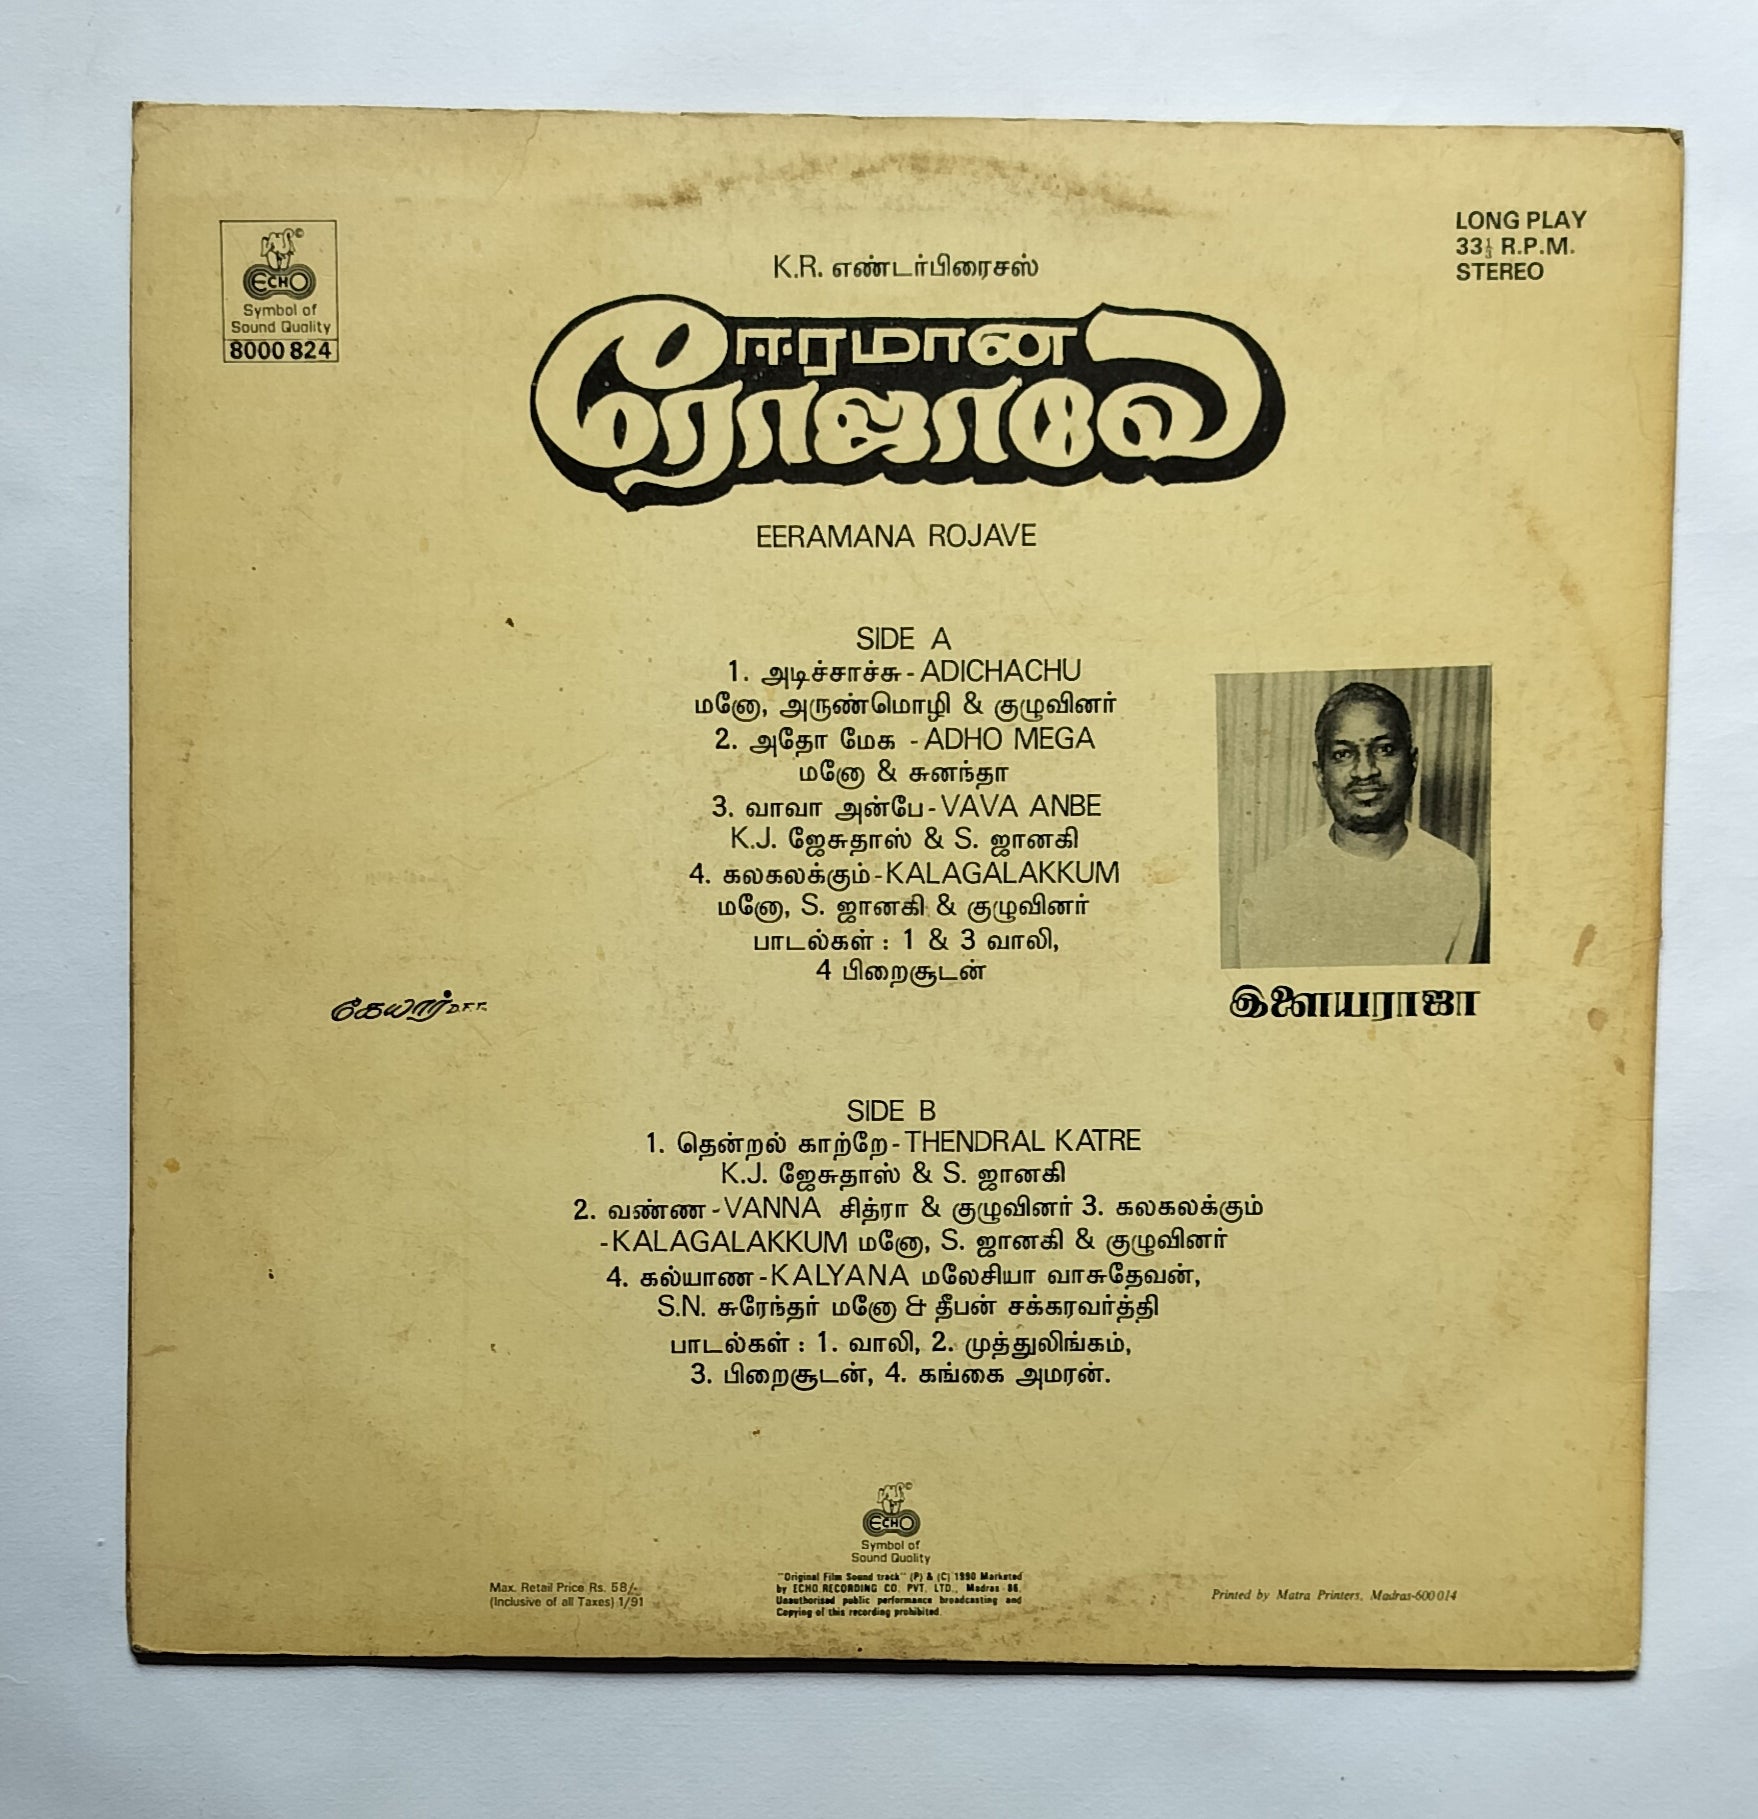 ECHO
Symbol of
Sound Quality
8000 824
LONG PLAY
33⅓ R.P.M.
STEREO
K.R. எண்டர்பிரைசஸ்
ஈரமான
ரோஜாவே
EERAMANA ROJAVE
SIDE A
1. அடிச்சாச்சு - ADICHACHU
மனோ, அருண்மொழி & குழுவினர்
2. அதோ மேக - ADHO MEGA
மனோ & சுனந்தா
3. வாவா அன்பே - VAVA ANBE
K.J. ஜேசுதாஸ் & S. ஜானகி
4. கலகலக்கும் - KALAGALAKKUM
மனோ, S. ஜானகி & குழுவினர்
பாடல்கள் : 1 & 3 வாலி,
4 பிறைசூடன்
கேயார் D.F.T.
இளையராஜா
SIDE B
1. தென்றல் காற்றே - THENDRAL KATRE
K.J. ஜேசுதாஸ் & S. ஜானகி
2. வண்ண - VANNA சித்ரா & குழுவினர் 3. கலகலக்கும்
- KALAGALAKKUM மனோ, S. ஜானகி & குழுவினர்
4. கல்யாண - KALYANA மலேசியா வாசுதேவன்,
S.N. சுரேந்தர் மனோ & தீபன் சக்கரவர்த்தி
பாடல்கள் : 1. வாலி, 2. முத்துலிங்கம்,
3. பிறைசூடன், 4. கங்கை அமரன்.
ECHO
Symbol of
Sound Quality
Max. Retail Price Rs. 58/-
(Inclusive of all Taxes) 1/91
"Original Film Sound track" (P) & (C) 1990 Marketed
by ECHO RECORDING CO. PVT. LTD., Madras - 86.
Unauthorised public performance broadcasting and
Copying of this recording prohibited.
Printed by Matra Printers, Madras-600 014